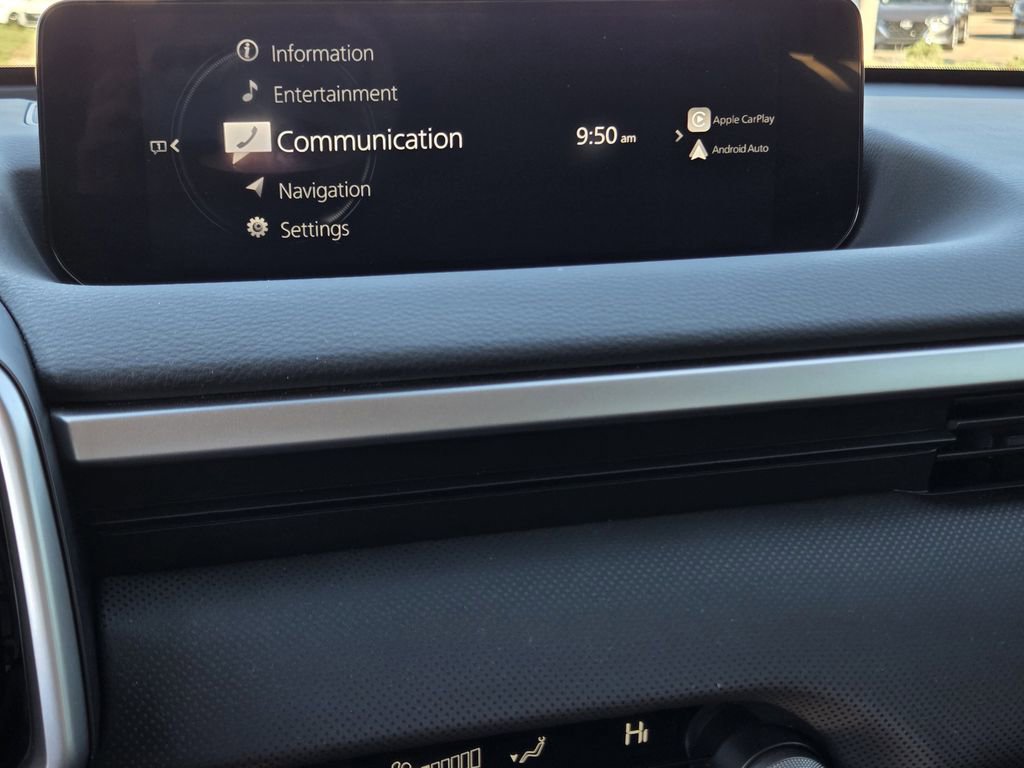 Information
Entertainment
Communication
Navigation
Settings
9:50 am
Apple CarPlay
Android Auto
HI